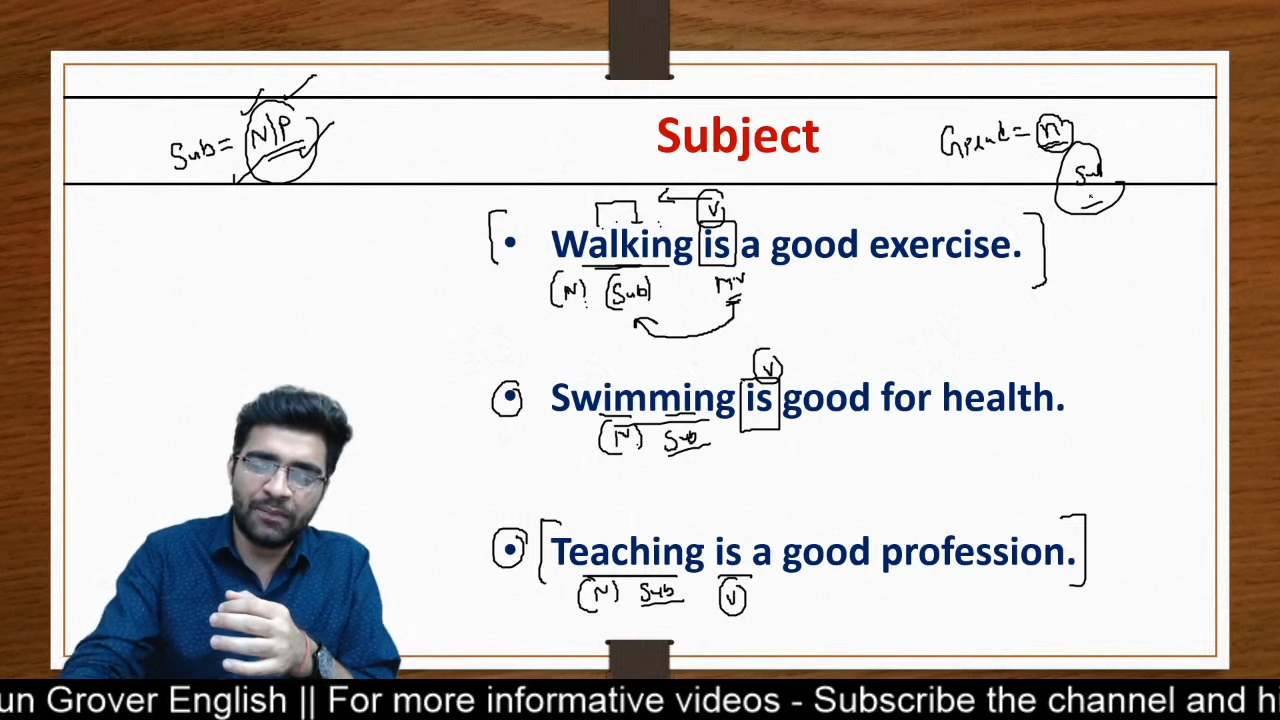 Sub = N|P
Subject
Gerund = n
Sub
V
• Walking is a good exercise.
(N) (Sub) MV
V
• Swimming is good for health.
(N) Sub
• Teaching is a good profession.
(N) Sub V
un Grover English || For more informative videos - Subscribe the channel and h